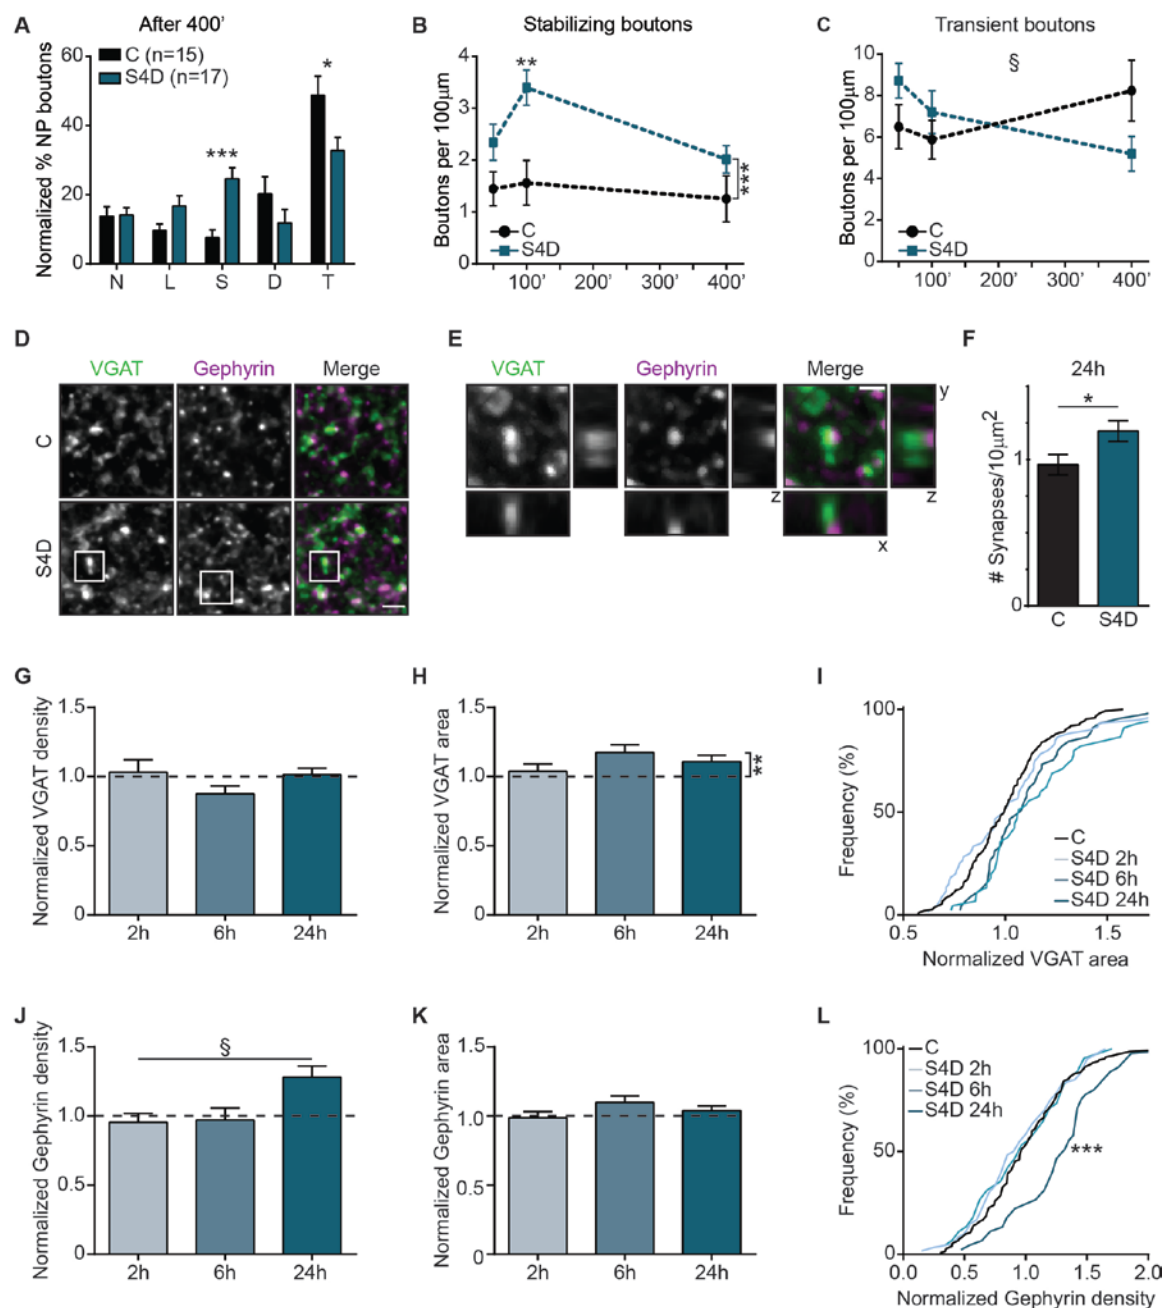 A After 400'
C (n=15)
S4D (n=17)
Normalized % NP boutons
60
40
20
0
***
*
N L S D T
B Stabilizing boutons
Boutons per 100µm
4
3
2
1
0
**
***
C
S4D
100' 200' 300' 400'
C Transient boutons
Boutons per 100µm
10
8
6
4
2
0
§
C
S4D
100' 200' 300' 400'
D
VGAT Gephyrin Merge
C
S4D
E
VGAT Gephyrin Merge
y
z
z
x
F
24h
# Synapses/10µm2
1
0
*
C S4D
G
Normalized VGAT density
1.5
1.0
0.5
0
2h 6h 24h
H
Normalized VGAT area
1.5
1.0
0.5
0
**
2h 6h 24h
I
Frequency (%)
100
50
0
C
S4D 2h
S4D 6h
S4D 24h
0.5 1.0 1.5
Normalized VGAT area
J
Normalized Gephyrin density
1.5
1.0
0.5
0
§
2h 6h 24h
K
Normalized Gephyrin area
1.5
1.0
0.5
0
2h 6h 24h
L
Frequency (%)
100
50
0
C
S4D 2h
S4D 6h
S4D 24h
***
0.0 0.5 1.0 1.5 2.0
Normalized Gephyrin density